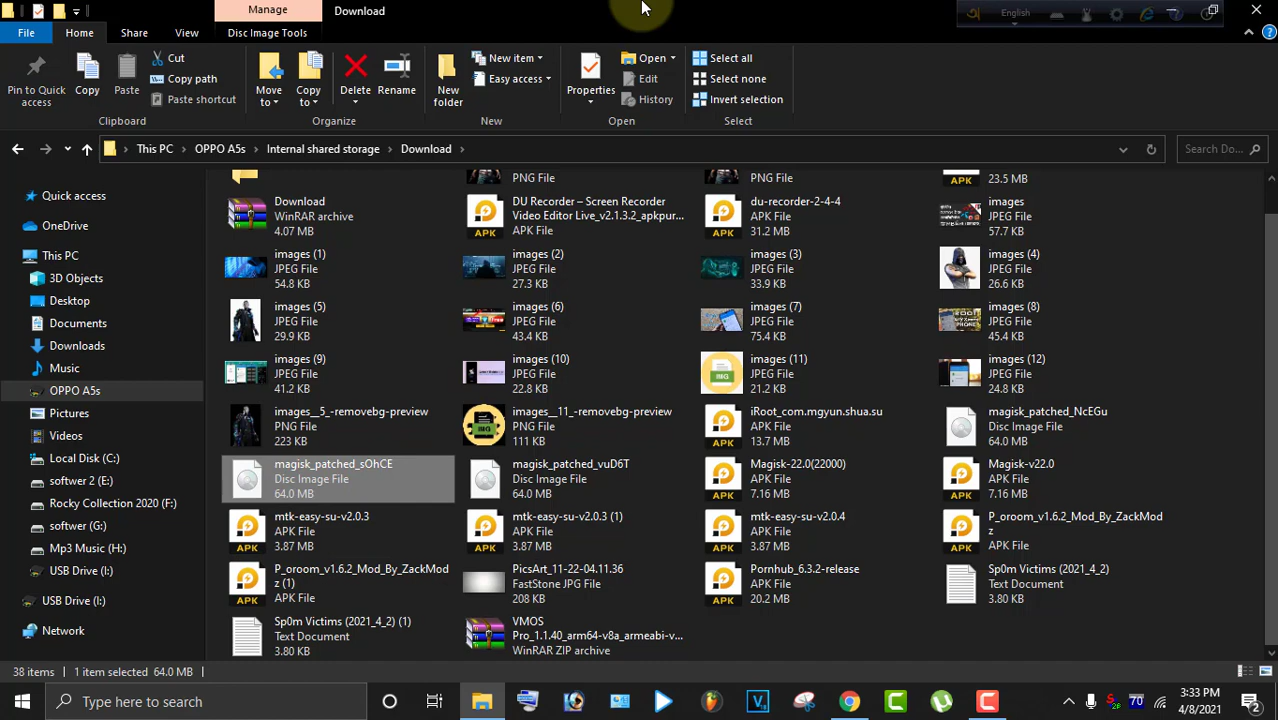 Manage
Download
English
File
Home
Share
View
Disc Image Tools
Pin to Quick access
Copy
Paste
Cut
Copy path
Paste shortcut
Clipboard
Move to
Copy to
Delete
Rename
Organize
New folder
New item
Easy access
New
Properties
Open
Edit
History
Open
Select all
Select none
Invert selection
Select
This PC
OPPO A5s
Internal shared storage
Download
Search Do...
Quick access
OneDrive
This PC
3D Objects
Desktop
Documents
Downloads
Music
OPPO A5s
Pictures
Videos
Local Disk (C:)
softwer 2 (E:)
Rocky Collection 2020 (F:)
softwer (G:)
Mp3 Music (H:)
USB Drive (I:)
USB Drive (I:)
Network
PNG File
PNG File
23.5 MB
Download
WinRAR archive
4.07 MB
DU Recorder – Screen Recorder
VideoEditor Live_v2.1.3.2_apkpur...
APK File
du-recorder-2-4-4
APK File
31.2 MB
images
JPEG File
57.7 KB
images (1)
JPEG File
54.8 KB
images (2)
JPEG File
27.3 KB
images (3)
JPEG File
33.9 KB
images (4)
JPEG File
26.6 KB
images (5)
JPEG File
29.9 KB
images (6)
JPEG File
43.4 KB
images (7)
JPEG File
75.4 KB
images (8)
JPEG File
45.4 KB
images (9)
JPEG File
41.2 KB
images (10)
JPEG File
22.8 KB
images (11)
JPEG File
21.2 KB
images (12)
JPEG File
24.8 KB
images__5_-removebg-preview
PNG File
223 KB
images__11_-removebg-preview
PNG File
111 KB
iRoot_com.mgyun.shua.su
APK File
13.7 MB
magisk_patched_NcEGu
Disc Image File
64.0 MB
magisk_patched_sOhCE
Disc Image File
64.0 MB
magisk_patched_vuD6T
Disc Image File
64.0 MB
Magisk-22.0(22000)
APK File
7.16 MB
Magisk-v22.0
APK File
7.16 MB
mtk-easy-su-v2.0.3
APK File
3.87 MB
mtk-easy-su-v2.0.3 (1)
APK File
3.87 MB
mtk-easy-su-v2.0.4
APK File
3.87 MB
P_oroom_v1.6.2_Mod_By_ZackMod
z
APK File
P_oroom_v1.6.2_Mod_By_ZackMod
z (1)
APK File
PicsArt_11-22-04.11.36
FastStone JPG File
208 KB
Pornhub_6.3.2-release
APK File
20.2 MB
Sp0m Victims (2021_4_2)
Text Document
3.80 KB
Sp0m Victims (2021_4_2) (1)
Text Document
3.80 KB
VIVOS
Pro_1.1.40_arm64-v8a_armeabi-v...
WinRAR ZIP archive
38 items
1 item selected 64.0 MB
Type here to search
70
3:33 PM
4/8/2021
2